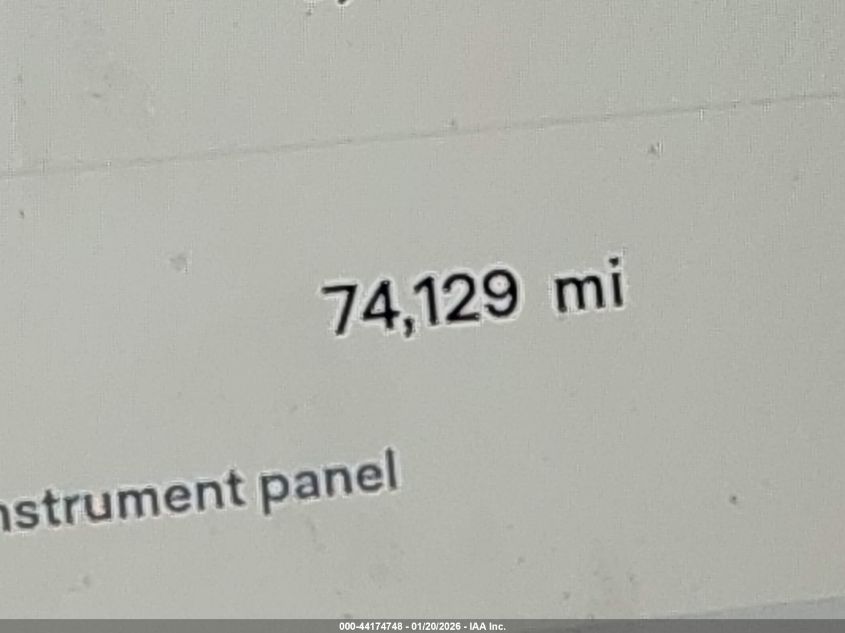 74,129 mi
nstrument panel
000-44174748 - 01/20/2026 - IAA Inc.